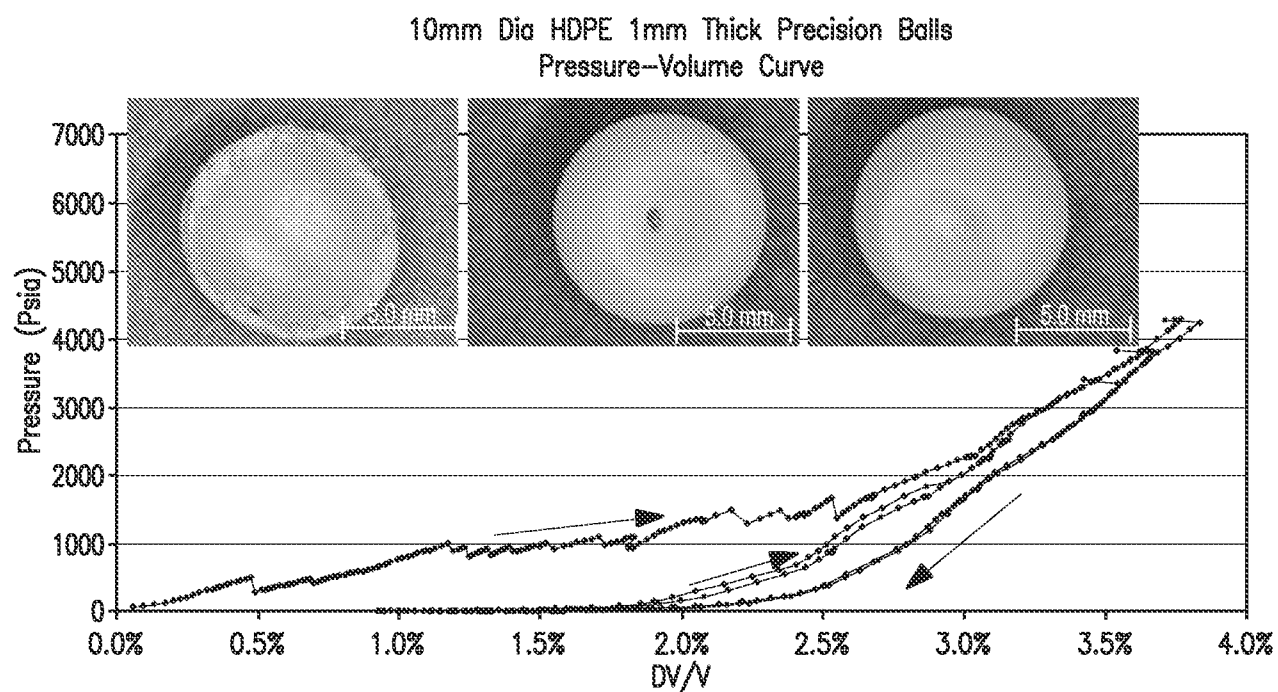 10mm Dia HDPE 1mm Thick Precision Balls
Pressure-Volume Curve
7000
6000
5000
4000
3000
2000
1000
0
Pressure (Psia)
5.0 mm
5.0 mm
5.0 mm
0.0%
0.5%
1.0%
1.5%
2.0%
2.5%
3.0%
3.5%
4.0%
DV/V